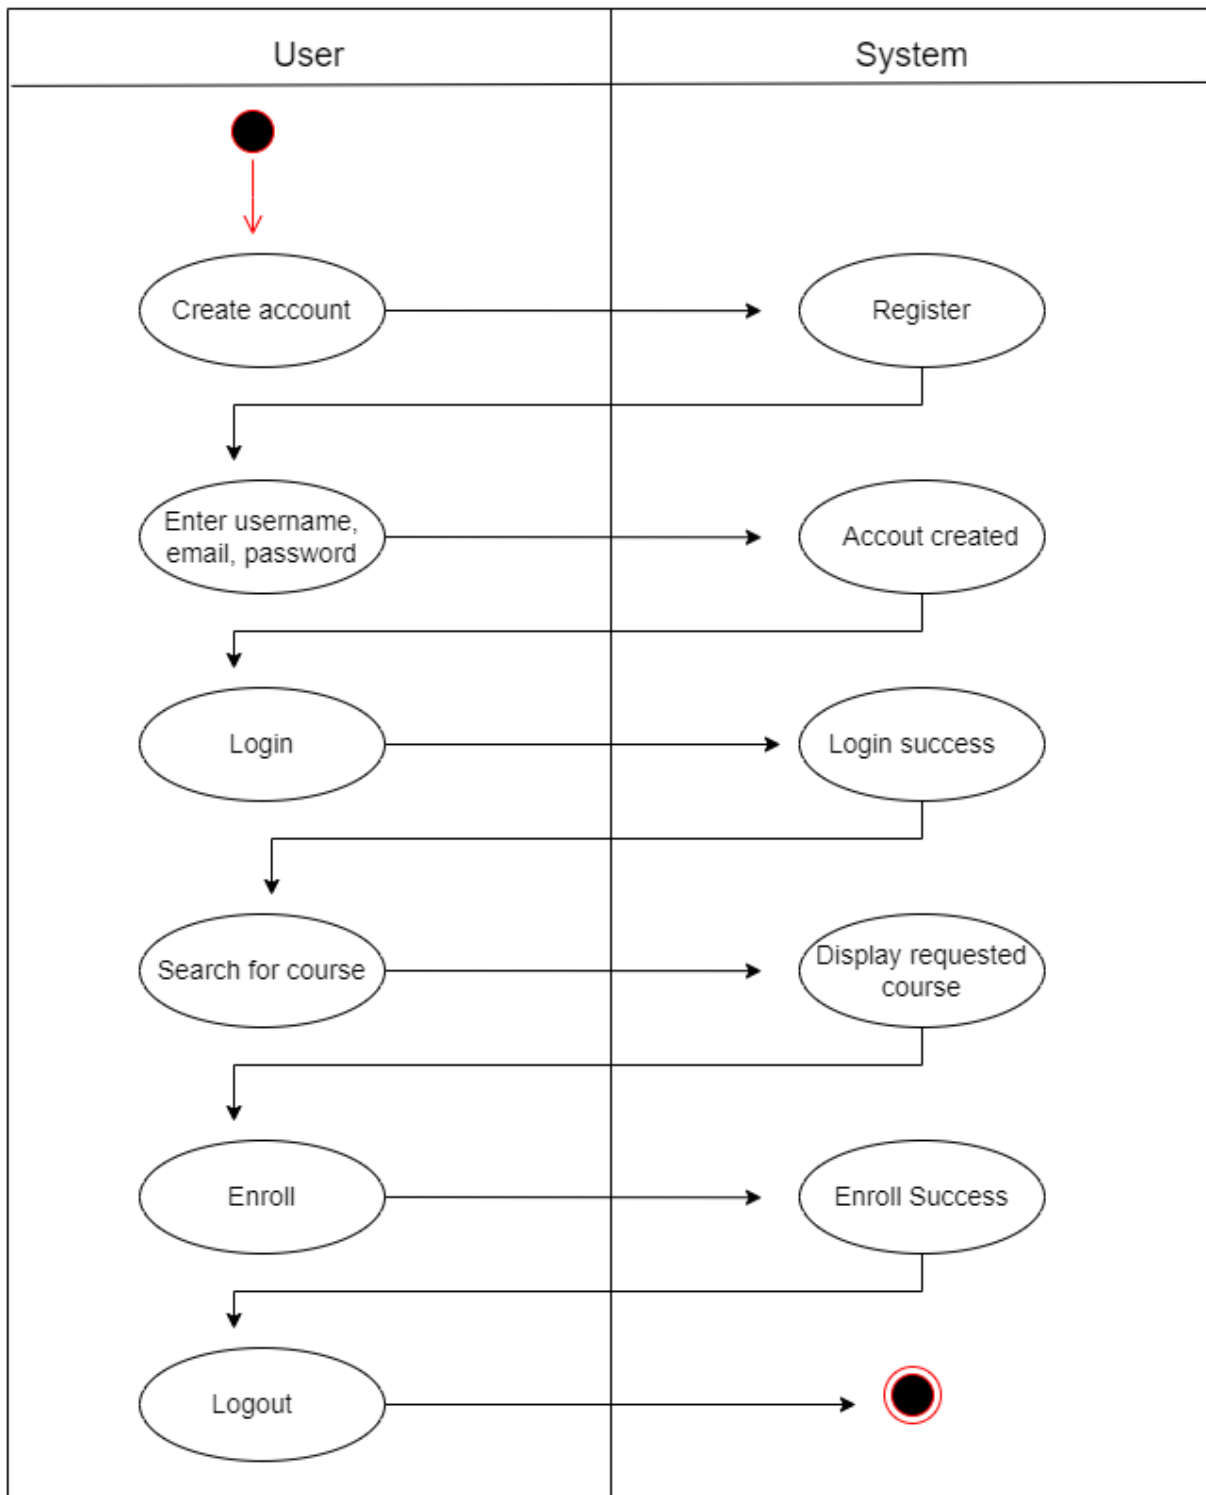 User
System
Create account
Register
Enter username,
email, password
Accout created
Login
Login success
Search for course
Display requested
course
Enroll
Enroll Success
Logout